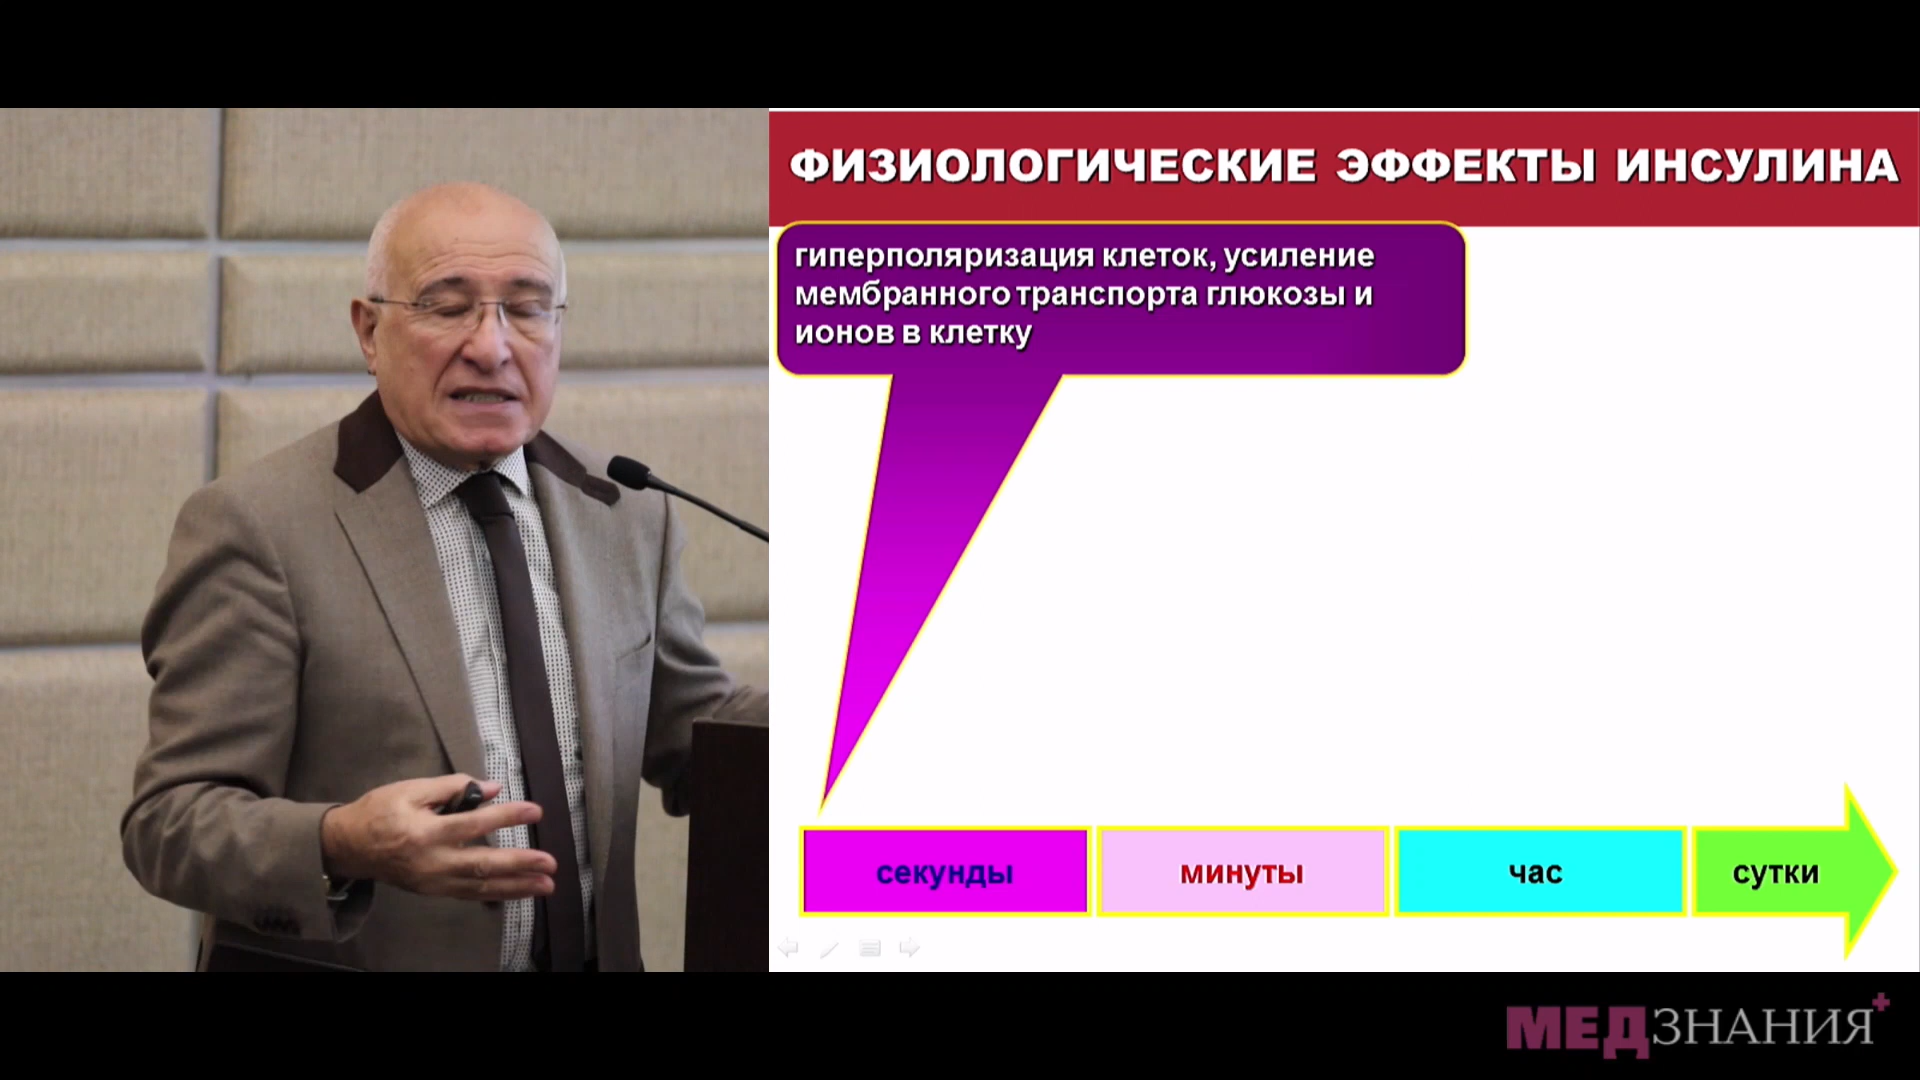 ФИЗИОЛОГИЧЕСКИЕ ЭФФЕКТЫ ИНСУЛИНА
гиперполяризация клеток, усиление
мембранного транспорта глюкозы и
ионов в клетку
секунды
минуты
час
сутки
МЕДЗНАНИЯ+